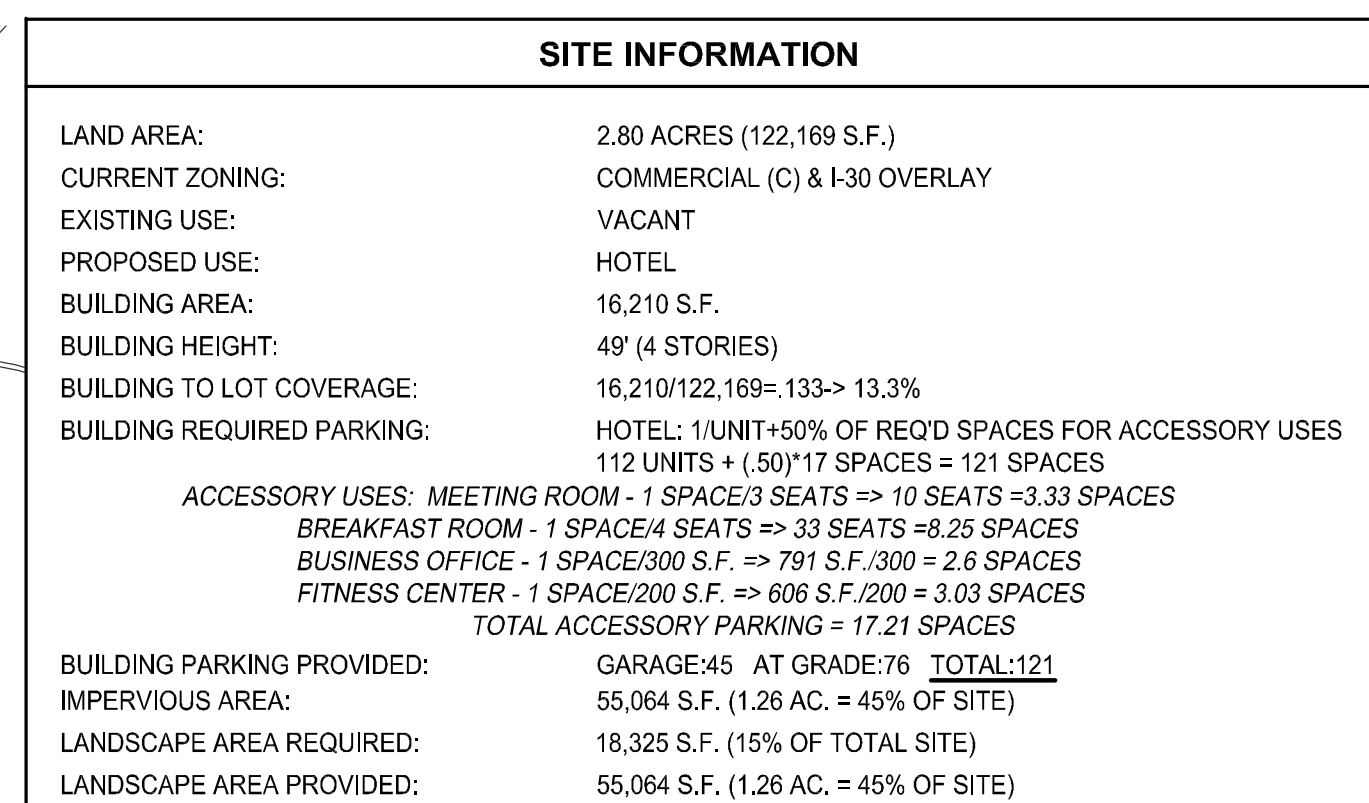 SITE INFORMATION
LAND AREA: 2.80 ACRES (122,169 S.F.)
CURRENT ZONING: COMMERCIAL (C) & I-30 OVERLAY
EXISTING USE: VACANT
PROPOSED USE: HOTEL
BUILDING AREA: 16,210 S.F.
BUILDING HEIGHT: 49' (4 STORIES)
BUILDING TO LOT COVERAGE: 16,210/122,169=.133-> 13.3%
BUILDING REQUIRED PARKING: HOTEL: 1/UNIT+50% OF REQ'D SPACES FOR ACCESSORY USES
112 UNITS + (.50)*17 SPACES = 121 SPACES
ACCESSORY USES: MEETING ROOM - 1 SPACE/3 SEATS => 10 SEATS =3.33 SPACES
BREAKFAST ROOM - 1 SPACE/4 SEATS => 33 SEATS =8.25 SPACES
BUSINESS OFFICE - 1 SPACE/300 S.F. => 791 S.F./300 = 2.6 SPACES
FITNESS CENTER - 1 SPACE/200 S.F. => 606 S.F./200 = 3.03 SPACES
TOTAL ACCESSORY PARKING = 17.21 SPACES
BUILDING PARKING PROVIDED: GARAGE:45 AT GRADE:76 TOTAL:121
IMPERVIOUS AREA: 55,064 S.F. (1.26 AC. = 45% OF SITE)
LANDSCAPE AREA REQUIRED: 18,325 S.F. (15% OF TOTAL SITE)
LANDSCAPE AREA PROVIDED: 55,064 S.F. (1.26 AC. = 45% OF SITE)